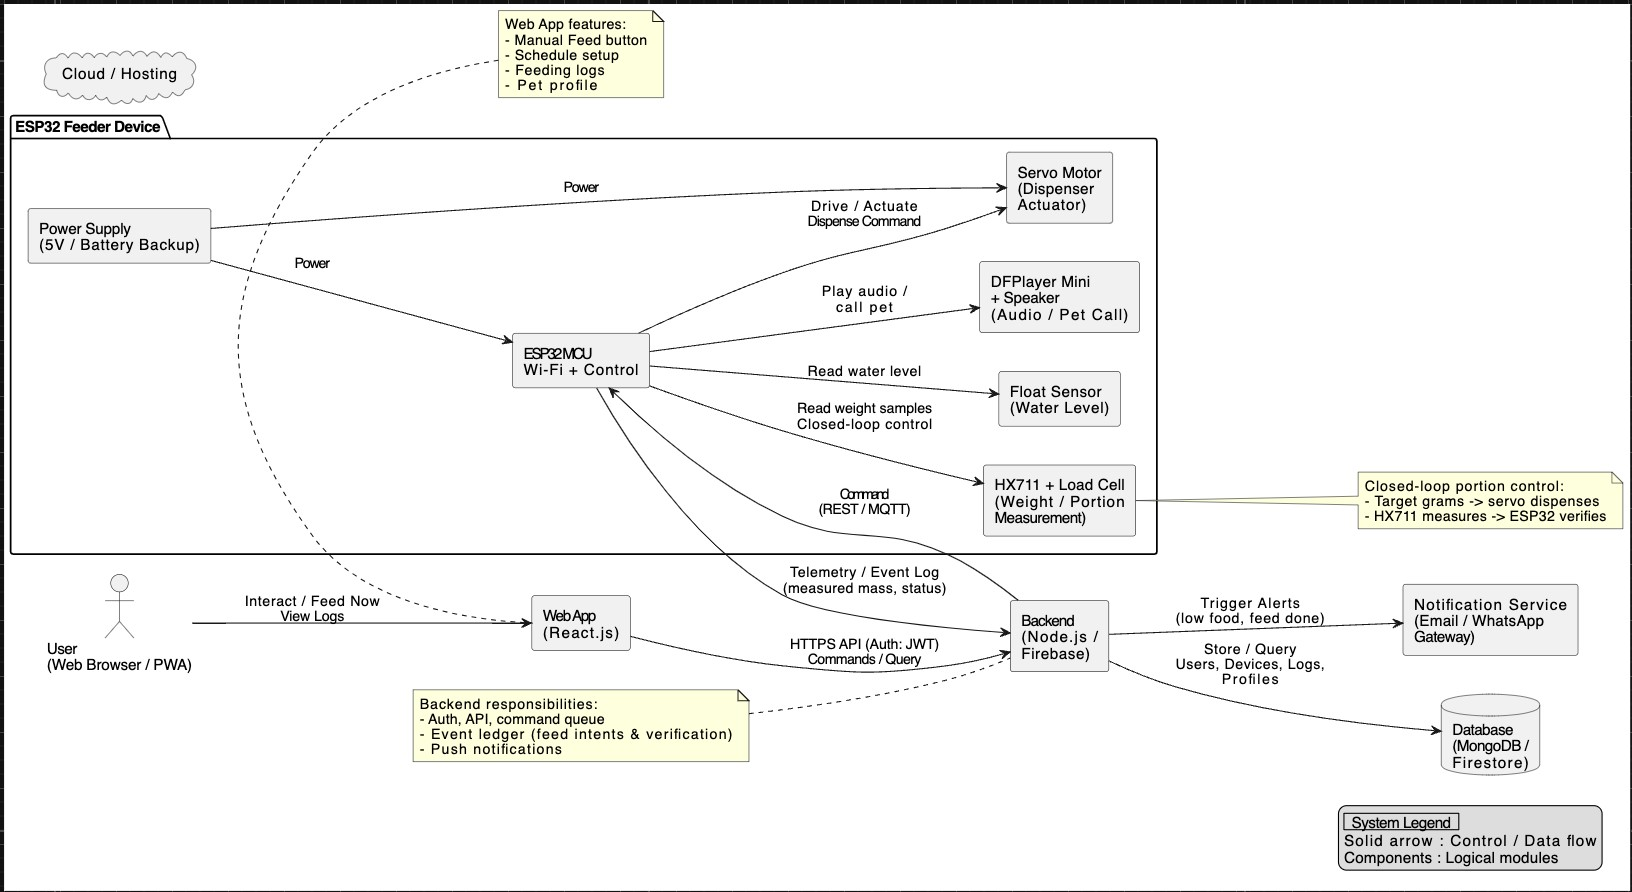 Web App features:
- Manual Feed button
- Schedule setup
- Feeding logs
- Pet profile
Cloud / Hosting
ESP32 Feeder Device
Power Supply
(5V / Battery Backup)
Power
Power
Servo Motor
(Dispenser
Actuator)
Drive / Actuate
Dispense Command
DFPlayer Mini
+ Speaker
(Audio / Pet Call)
Play audio /
call pet
ESP32 MCU
Wi-Fi + Control
Read water level
Float Sensor
(Water Level)
Read weight samples
Closed-loop control
HX711 + Load Cell
(Weight / Portion
Measurement)
Closed-loop portion control:
- Target grams -> servo dispenses
- HX711 measures -> ESP32 verifies
Command
(REST / MQTT)
Telemetry / Event Log
(measured mass, status)
User
(Web Browser / PWA)
Interact / Feed Now
View Logs
Web App
(React.js)
HTTPS API (Auth: JWT)
Commands / Query
Backend
(Node.js /
Firebase)
Trigger Alerts
(low food, feed done)
Notification Service
(Email / WhatsApp
Gateway)
Store / Query
Users, Devices, Logs,
Profiles
Database
(MongoDB /
Firestore)
Backend responsibilities:
- Auth, API, command queue
- Event ledger (feed intents & verification)
- Push notifications
System Legend
Solid arrow : Control / Data flow
Components : Logical modules